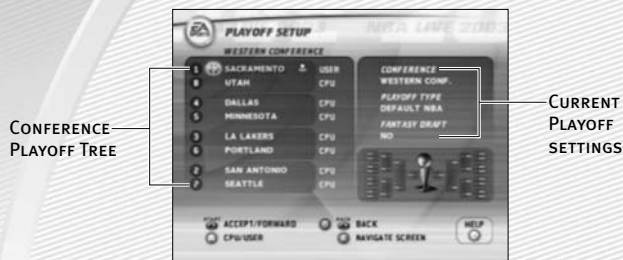 EA
PLAYOFF SETUP
NBA LIVE 2003
WESTERN CONFERENCE
1 SACRAMENTO USER
8 UTAH CPU
4 DALLAS CPU
5 MINNESOTA CPU
3 LA LAKERS CPU
6 PORTLAND CPU
2 SAN ANTONIO CPU
7 SEATTLE CPU
CONFERENCE
WESTERN CONF.
PLAYOFF TYPE
DEFAULT NBA
FANTASY DRAFT
NO
START ACCEPT/FORWARD
BACK BACK
CPU/USER
NAVIGATE SCREEN
HELP
CONFERENCE
PLAYOFF TREE
CURRENT
PLAYOFF
SETTINGS